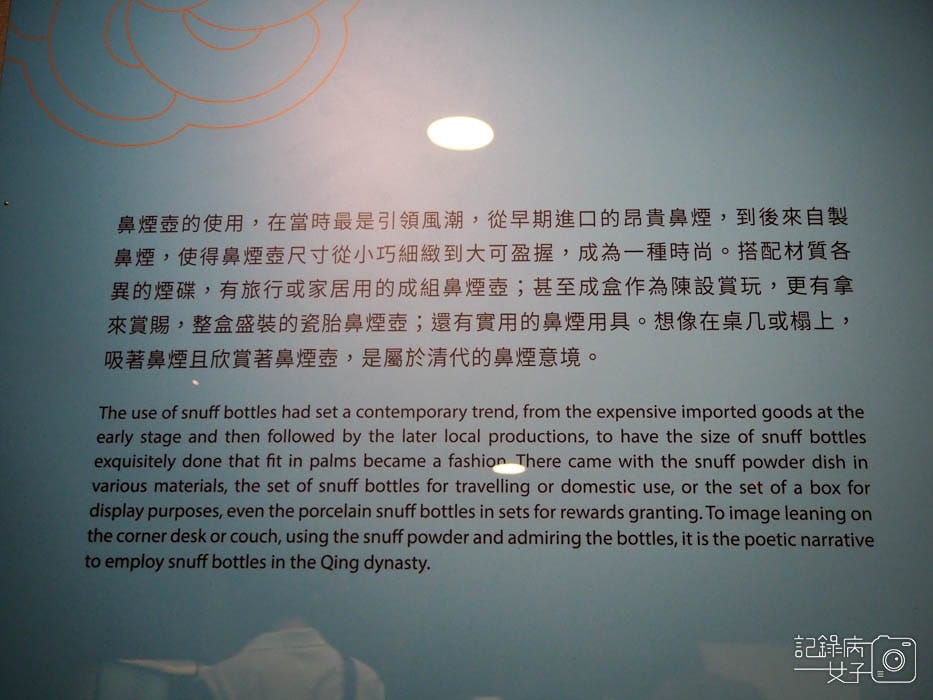 鼻煙壺的使用，在當時最是引領風潮，從早期進口的昂貴鼻煙，到後來自製
鼻煙，使得鼻煙壺尺寸從小巧細緻到大可盈握，成為一種時尚。搭配材質各
異的煙碟，有旅行或家居用的成組鼻煙壺；甚至成盒作為陳設賞玩，更有拿
來賞賜，整盒盛裝的瓷胎鼻煙壺；還有實用的鼻煙用具。想像在桌几或榻上，
吸著鼻煙且欣賞著鼻煙壺，是屬於清代的鼻煙意境。
The use of snuff bottles had set a contemporary trend, from the expensive imported goods at the
early stage and then followed by the later local productions, to have the size of snuff bottles
exquisitely done that fit in palms became a fashion. There came with the snuff powder dish in
various materials, the set of snuff bottles for travelling or domestic use, or the set of a box for
display purposes, even the porcelain snuff bottles in sets for rewards granting. To image leaning on
the corner desk or couch, using the snuff powder and admiring the bottles, it is the poetic narrative
to employ snuff bottles in the Qing dynasty.
記錄病
女子